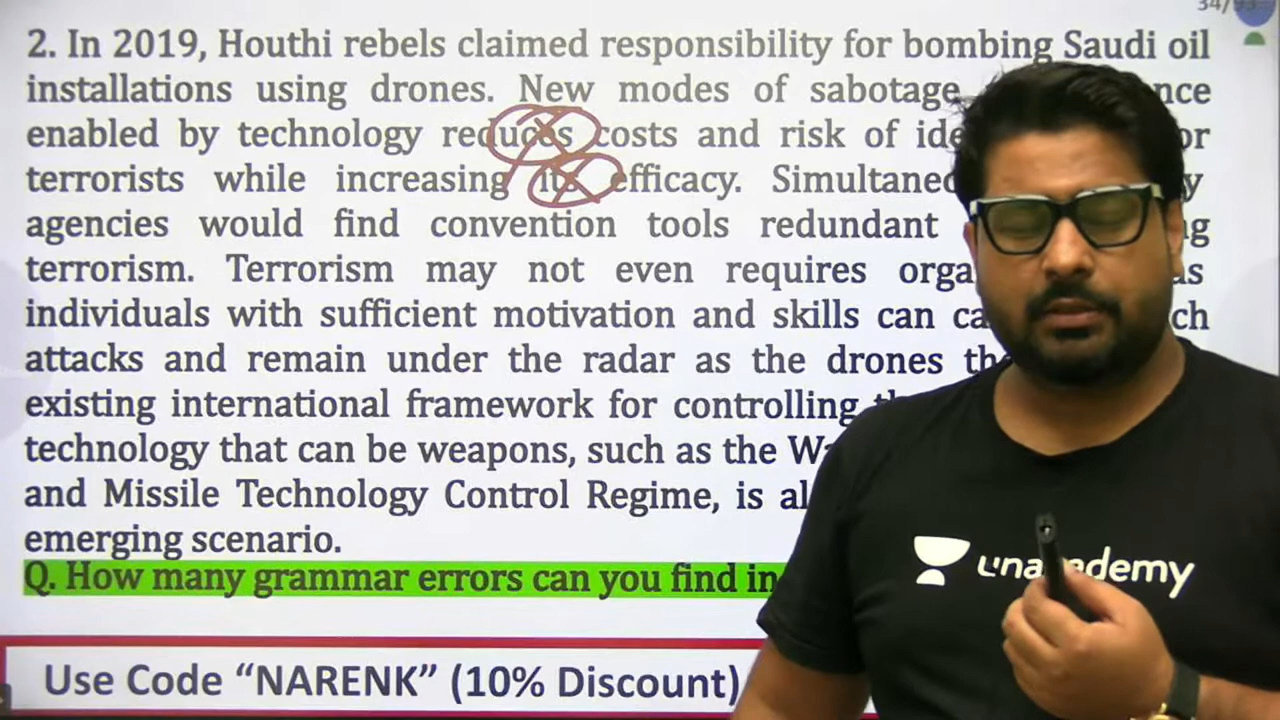 34/93
2. In 2019, Houthi rebels claimed responsibility for bombing Saudi oil
installations using drones. New modes of sabotage
enabled by technology reduces costs and risk of
terrorists while increasing its efficacy.
agencies would find convention tools redundant
terrorism. Terrorism may not even requires
individuals with sufficient motivation and skills can
attacks and remain under the radar as the drones
existing international framework for controlling
technology that can be weapons, such as the
and Missile Technology Control Regime, is
emerging scenario.
Q. How many grammar errors can you find in
Use Code “NARENK” (10% Discount)
unacademy